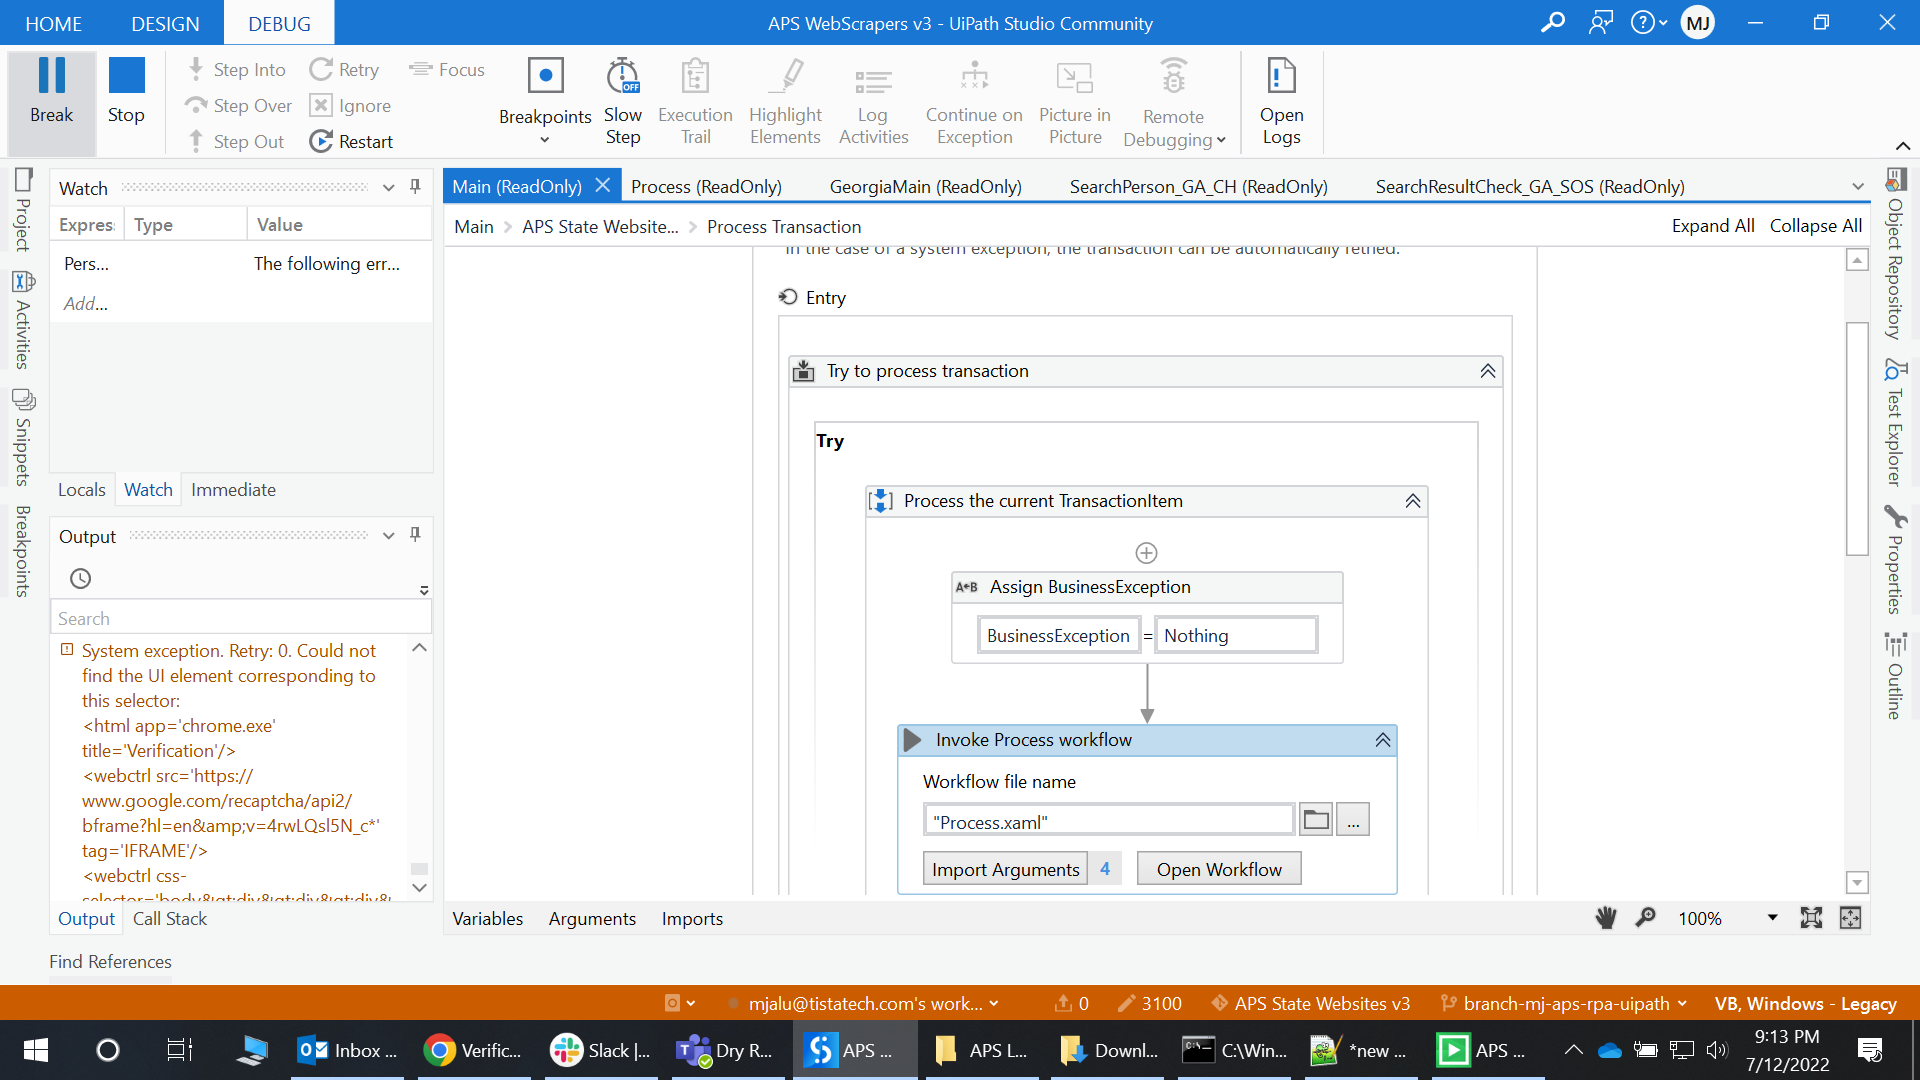 HOME DESIGN DEBUG
APS WebScrapers v3 - UiPath Studio Community
MJ
Break
Stop
Step Into
Step Over
Step Out
Retry
Ignore
Restart
Focus
Breakpoints
Slow
Step
OFF
Execution
Trail
Highlight
Elements
Log
Activities
Continue on
Exception
Picture in
Picture
Remote
Debugging
Open
Logs
Project
Activities
Snippets
Breakpoints
Watch
Expres: Type Value
Pers... The following err...
Add...
Locals Watch Immediate
Output
Search
System exception. Retry: 0. Could not
find the UI element corresponding to
this selector:
<html app='chrome.exe'
title='Verification'/>
<webctrl src='https://
www.google.com/recaptcha/api2/
bframe?hl=en&amp;v=4rwLQsl5N_c*'
tag='IFRAME'/>
<webctrl css-
selector='body&gt;div&gt;div&gt;div&
Output Call Stack
Find References
Main (ReadOnly) Process (ReadOnly) GeorgiaMain (ReadOnly) SearchPerson_GA_CH (ReadOnly) SearchResultCheck_GA_SOS (ReadOnly)
Main > APS State Website... > Process Transaction
Expand All Collapse All
In the case of a system exception, the transaction can be automatically retried.
Entry
Try to process transaction
Try
Process the current TransactionItem
A+B Assign BusinessException
BusinessException = Nothing
Invoke Process workflow
Workflow file name
"Process.xaml" ...
Import Arguments 4 Open Workflow
Variables Arguments Imports
100%
Object Repository
Test Explorer
Properties
Outline
mjalu@tistatech.com's work...
0
3100
APS State Websites v3
branch-mj-aps-rpa-uipath
VB, Windows - Legacy
Inbox ...
Verific...
Slack |...
Dry R...
APS ...
APS L...
Downl...
C:\Win...
*new ...
APS ...
9:13 PM
7/12/2022